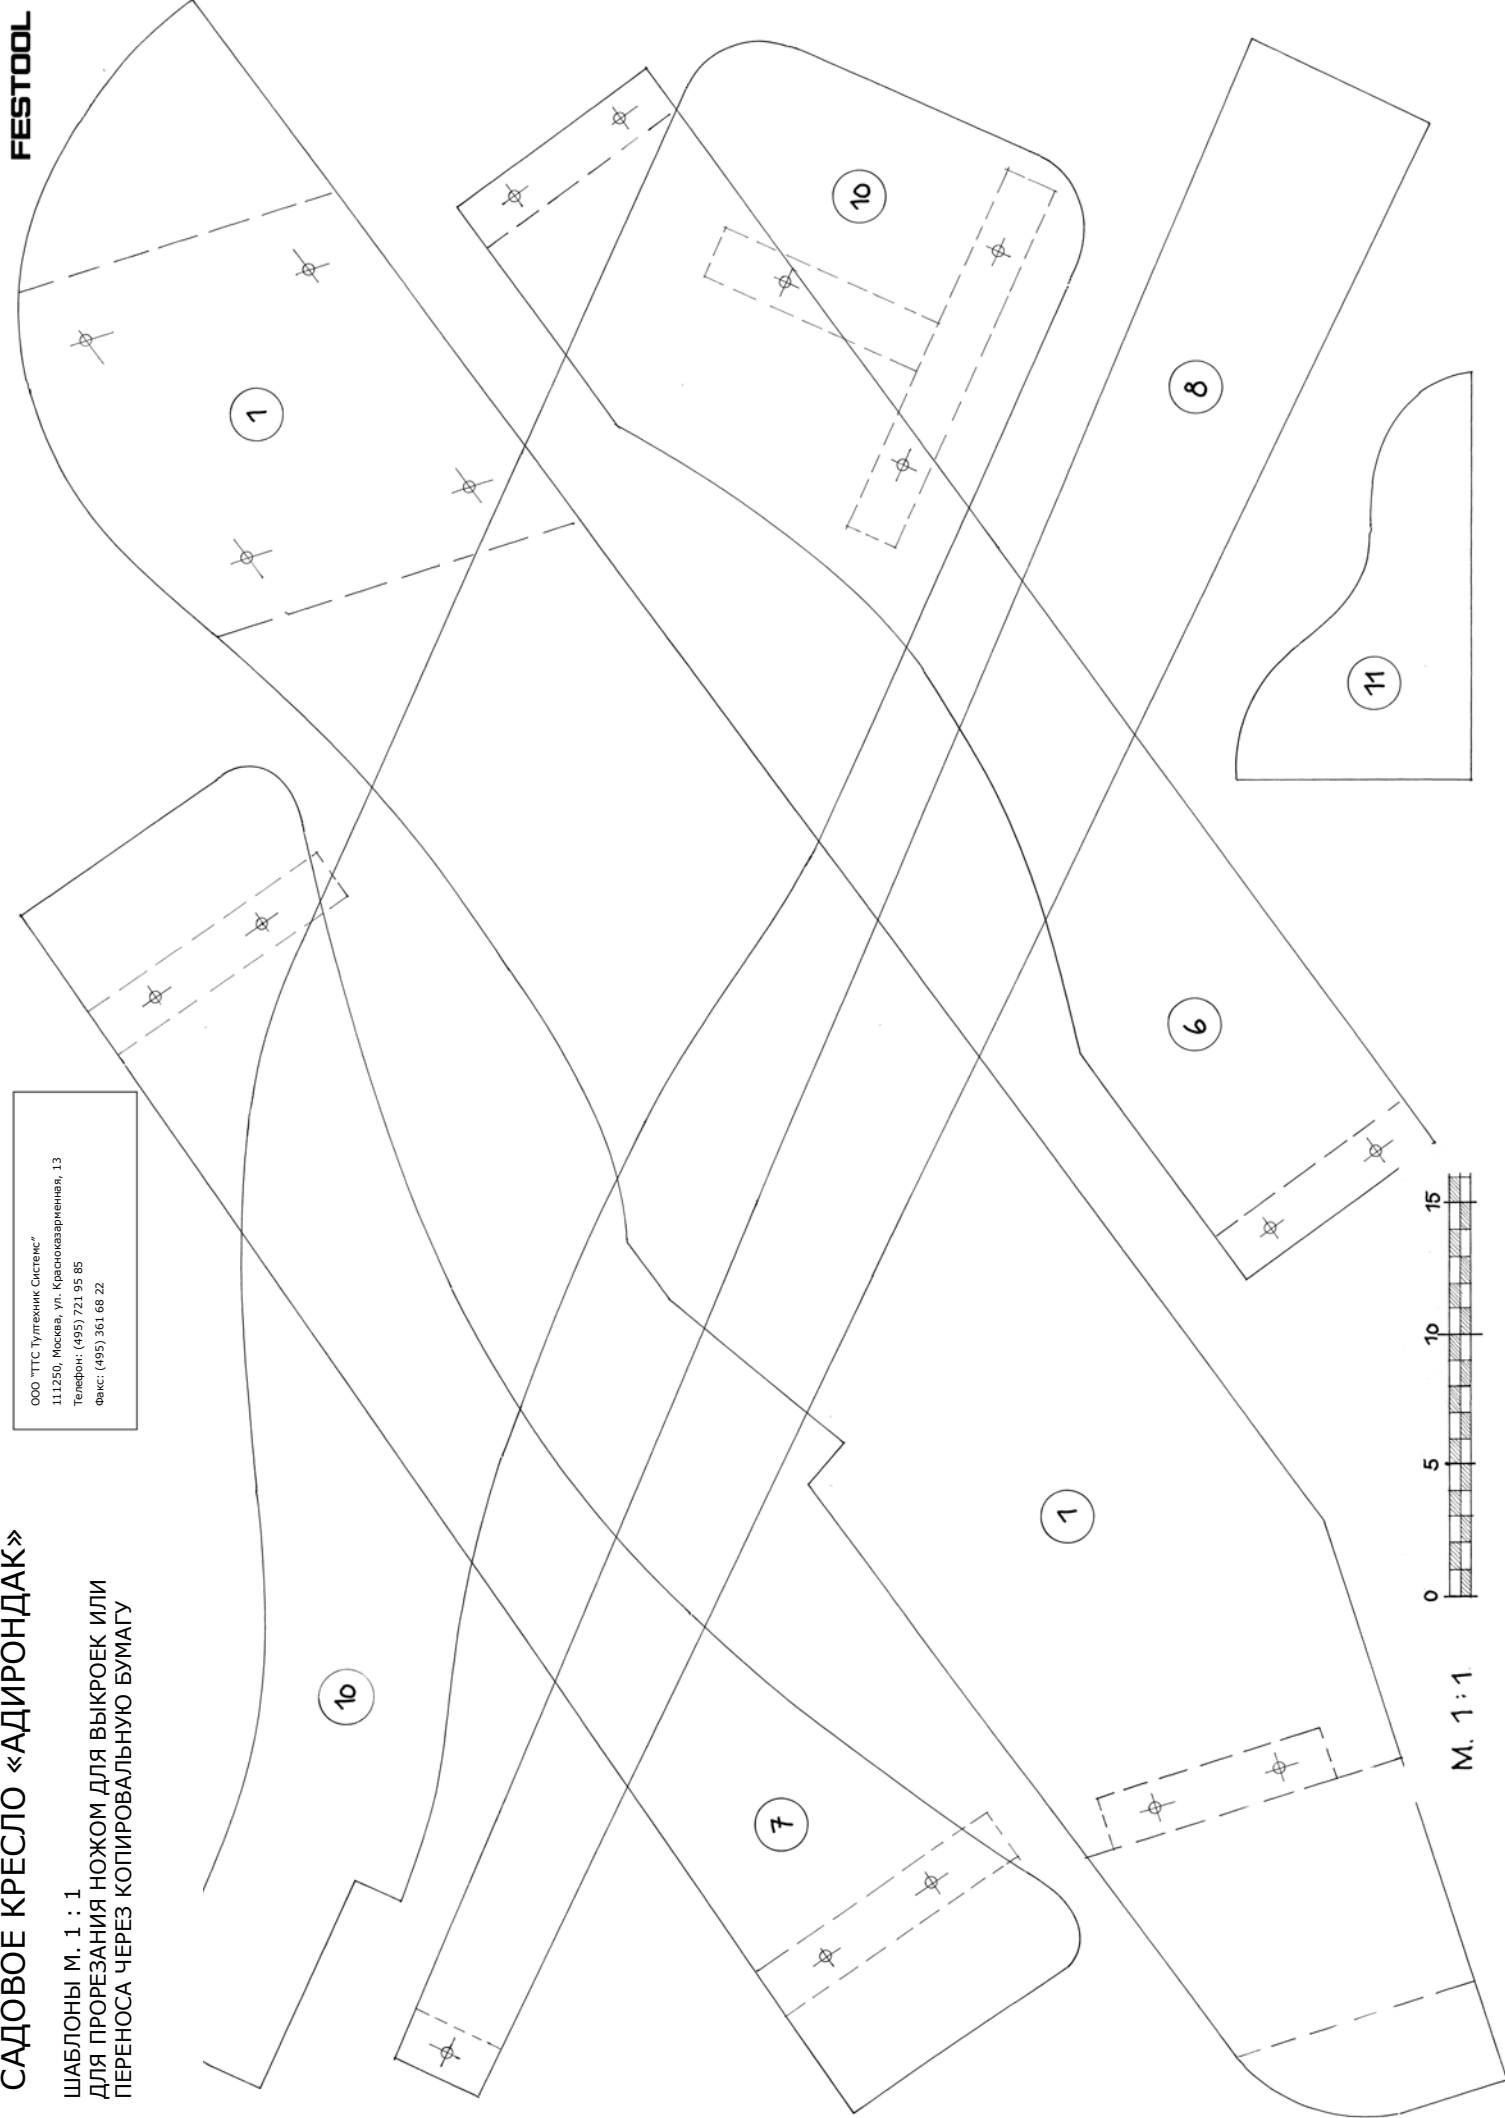 FESTOOL
САДОВОЕ КРЕСЛО «АДИРОНДАК»
ШАБЛОНЫ М. 1 : 1
ДЛЯ ПРОРЕЗАНИЯ НОЖОМ ДЛЯ ВЫКРОЕК ИЛИ
ПЕРЕНОСА ЧЕРЕЗ КОПИРОВАЛЬНУЮ БУМАГУ
ООО "ТТС Тултехник Системс"
111250, Москва, ул. Красноказарменная, 13
Телефон: (495) 721 95 85
Факс: (495) 361 68 22
1
10
8
11
6
10
1
7
М. 1:1
0 5 10 15